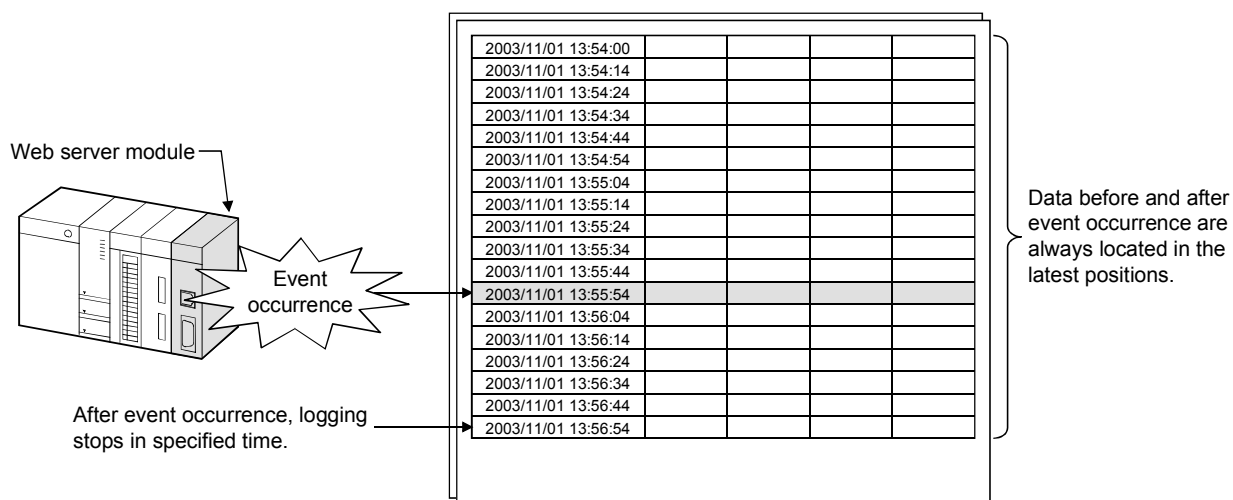 2003/11/01 13:54:00
2003/11/01 13:54:14
2003/11/01 13:54:24
2003/11/01 13:54:34
2003/11/01 13:54:44
2003/11/01 13:54:54
2003/11/01 13:55:04
2003/11/01 13:55:14
2003/11/01 13:55:24
2003/11/01 13:55:34
2003/11/01 13:55:44
2003/11/01 13:55:54
2003/11/01 13:56:04
2003/11/01 13:56:14
2003/11/01 13:56:24
2003/11/01 13:56:34
2003/11/01 13:56:44
2003/11/01 13:56:54
Web server module
Event
occurrence
After event occurrence, logging
stops in specified time.
Data before and after
event occurrence are
always located in the
latest positions.